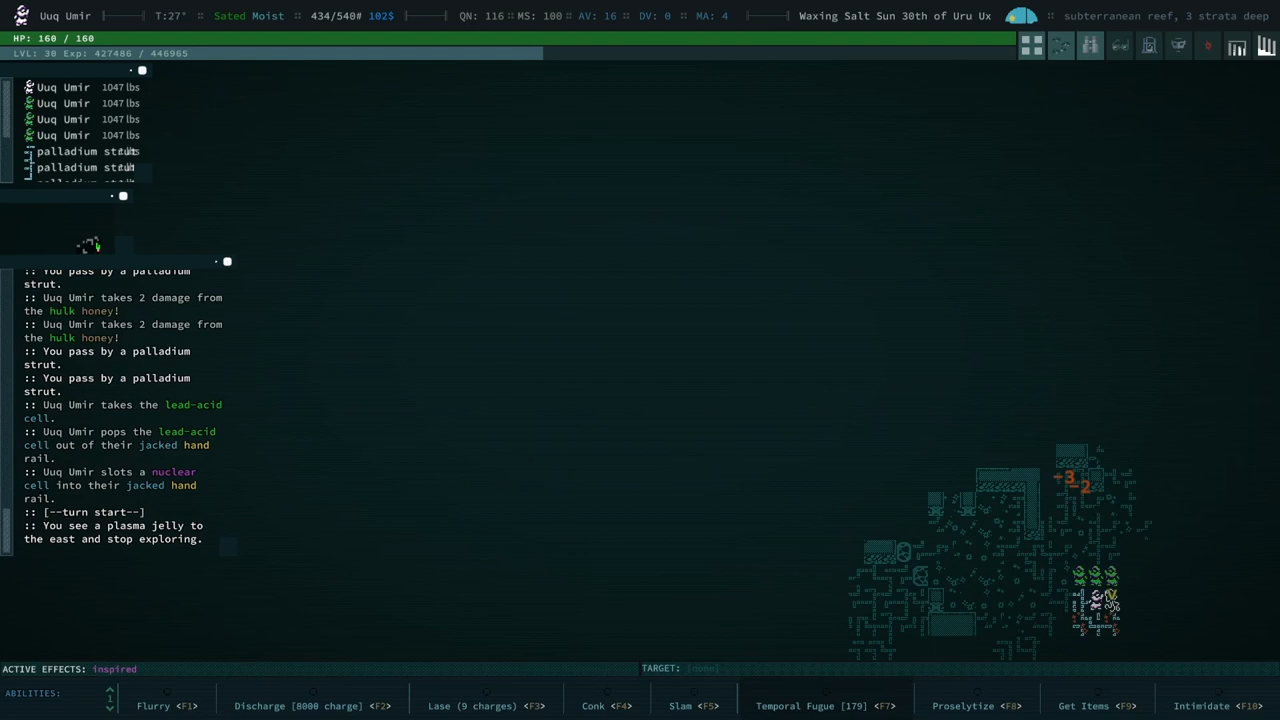 Uuq Umir T:27° :: Sated Moist :: 434/540# 102$ QN: 116 :: MS: 100 :: AV: 16 :: DV: 0 :: MA: 4 Waxing Salt Sun 30th of Uru Ux :: subterranean reef, 3 strata deep
HP: 160 / 160
LVL: 30 Exp: 427486 / 446965
Uuq Umir 1047 lbs
Uuq Umir 1047 lbs
Uuq Umir 1047 lbs
Uuq Umir 1047 lbs
palladium strut
palladium strut
:: You pass by a palladium
strut.
:: Uuq Umir takes 2 damage from
the hulk honey!
:: Uuq Umir takes 2 damage from
the hulk honey!
:: You pass by a palladium
strut.
:: You pass by a palladium
strut.
:: Uuq Umir takes the lead-acid
cell.
:: Uuq Umir pops the lead-acid
cell out of their jacked hand
rail.
:: Uuq Umir slots a nuclear
cell into their jacked hand
rail.
:: [--turn start--]
:: You see a plasma jelly to
the east and stop exploring.
-3
-2
ACTIVE EFFECTS: inspired TARGET: [none]
ABILITIES: 1 Flurry <F1> Discharge [8000 charge] <F2> Lase (9 charges) <F3> Conk <F4> Slam <F5> Temporal Fugue [179] <F7> Proselytize <F8> Get Items <F9> Intimidate <F10>